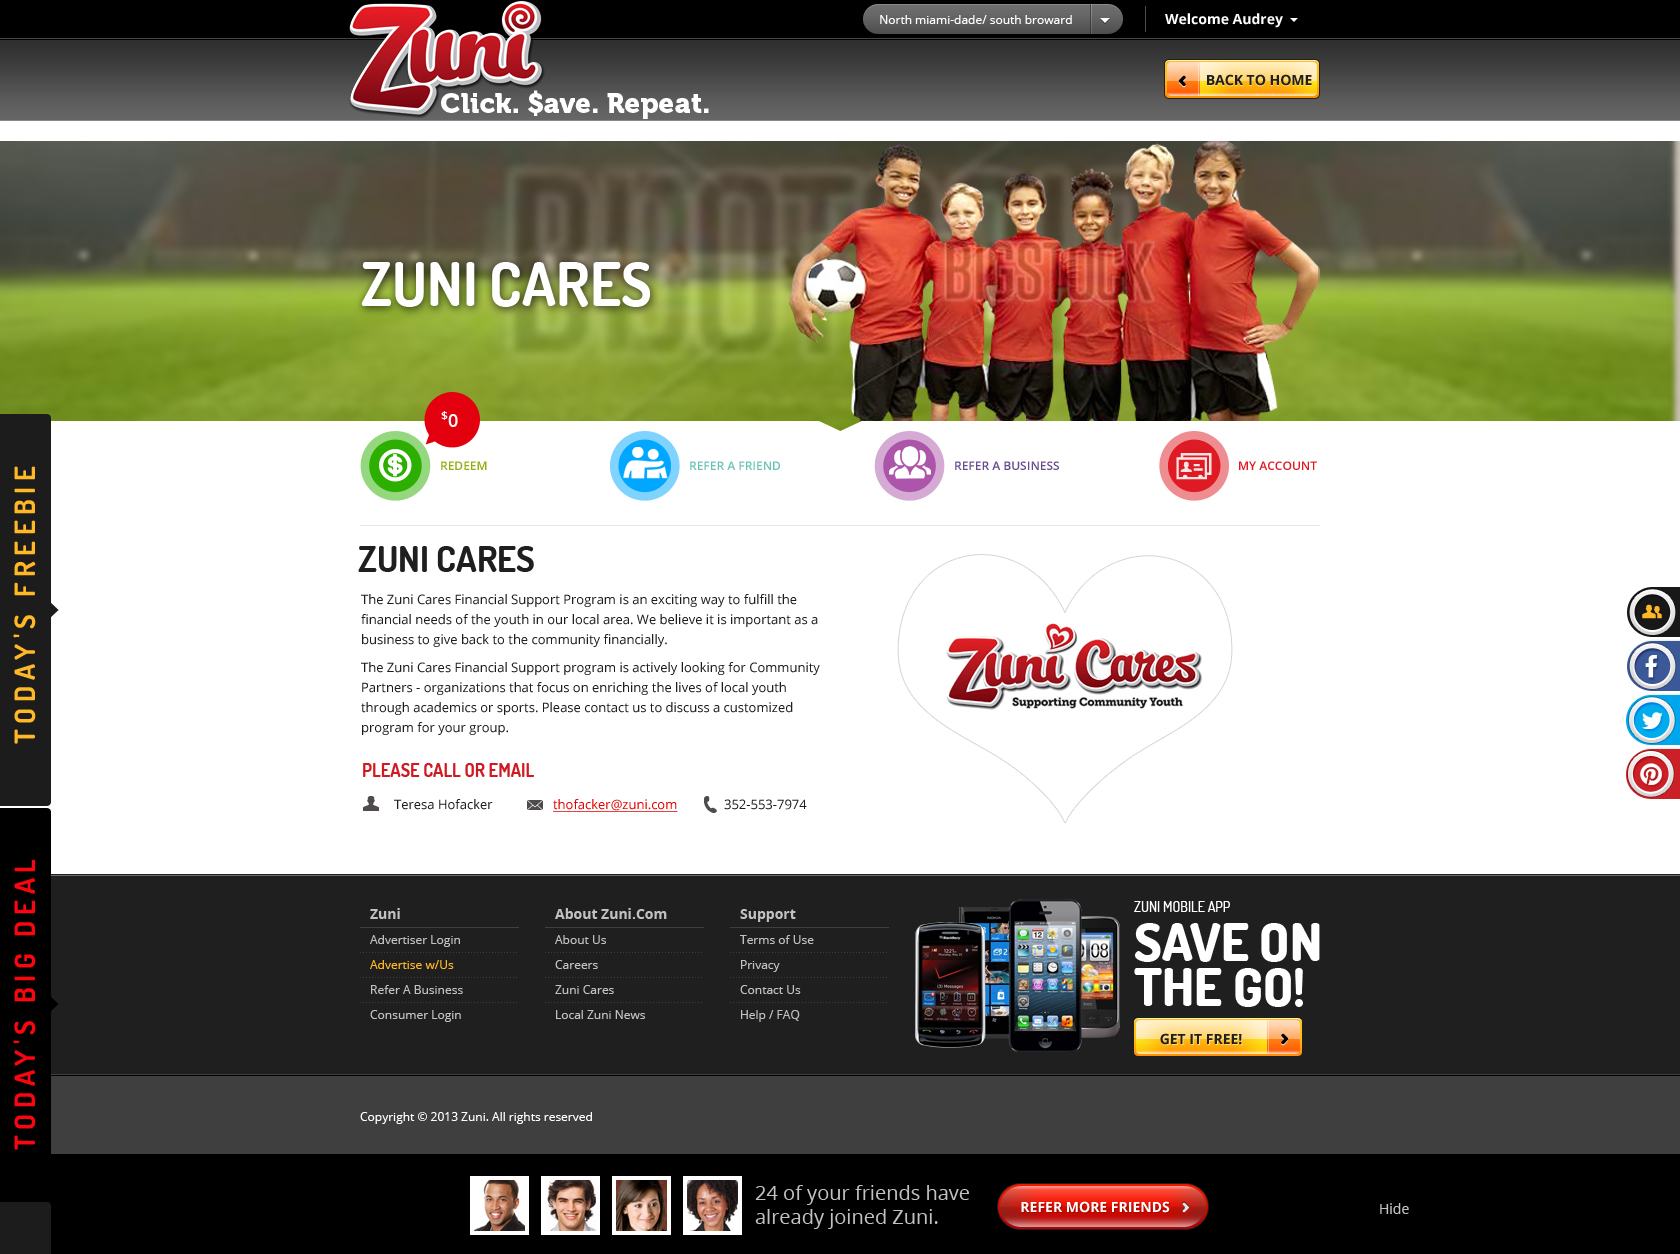 Zuni
Click. $ave. Repeat.
North miami-dade/ south broward
Welcome Audrey
BACK TO HOME
ZUNI CARES
BIGSTOCK
$0
REDEEM
REFER A FRIEND
REFER A BUSINESS
MY ACCOUNT
TODAY'S FREEBIE
TODAY'S BIG DEAL
ZUNI CARES
The Zuni Cares Financial Support Program is an exciting way to fulfill the
financial needs of the youth in our local area. We believe it is important as a
business to give back to the community financially.
The Zuni Cares Financial Support program is actively looking for Community
Partners - organizations that focus on enriching the lives of local youth
through academics or sports. Please contact us to discuss a customized
program for your group.
PLEASE CALL OR EMAIL
Teresa Hofacker
thofacker@zuni.com
352-553-7974
Zuni Cares
Supporting Community Youth
Zuni
Advertiser Login
Advertise w/Us
Refer A Business
Consumer Login
About Zuni.Com
About Us
Careers
Zuni Cares
Local Zuni News
Support
Terms of Use
Privacy
Contact Us
Help / FAQ
ZUNI MOBILE APP
SAVE ON
THE GO!
GET IT FREE!
Copyright © 2013 Zuni. All rights reserved
24 of your friends have
already joined Zuni.
REFER MORE FRIENDS
Hide